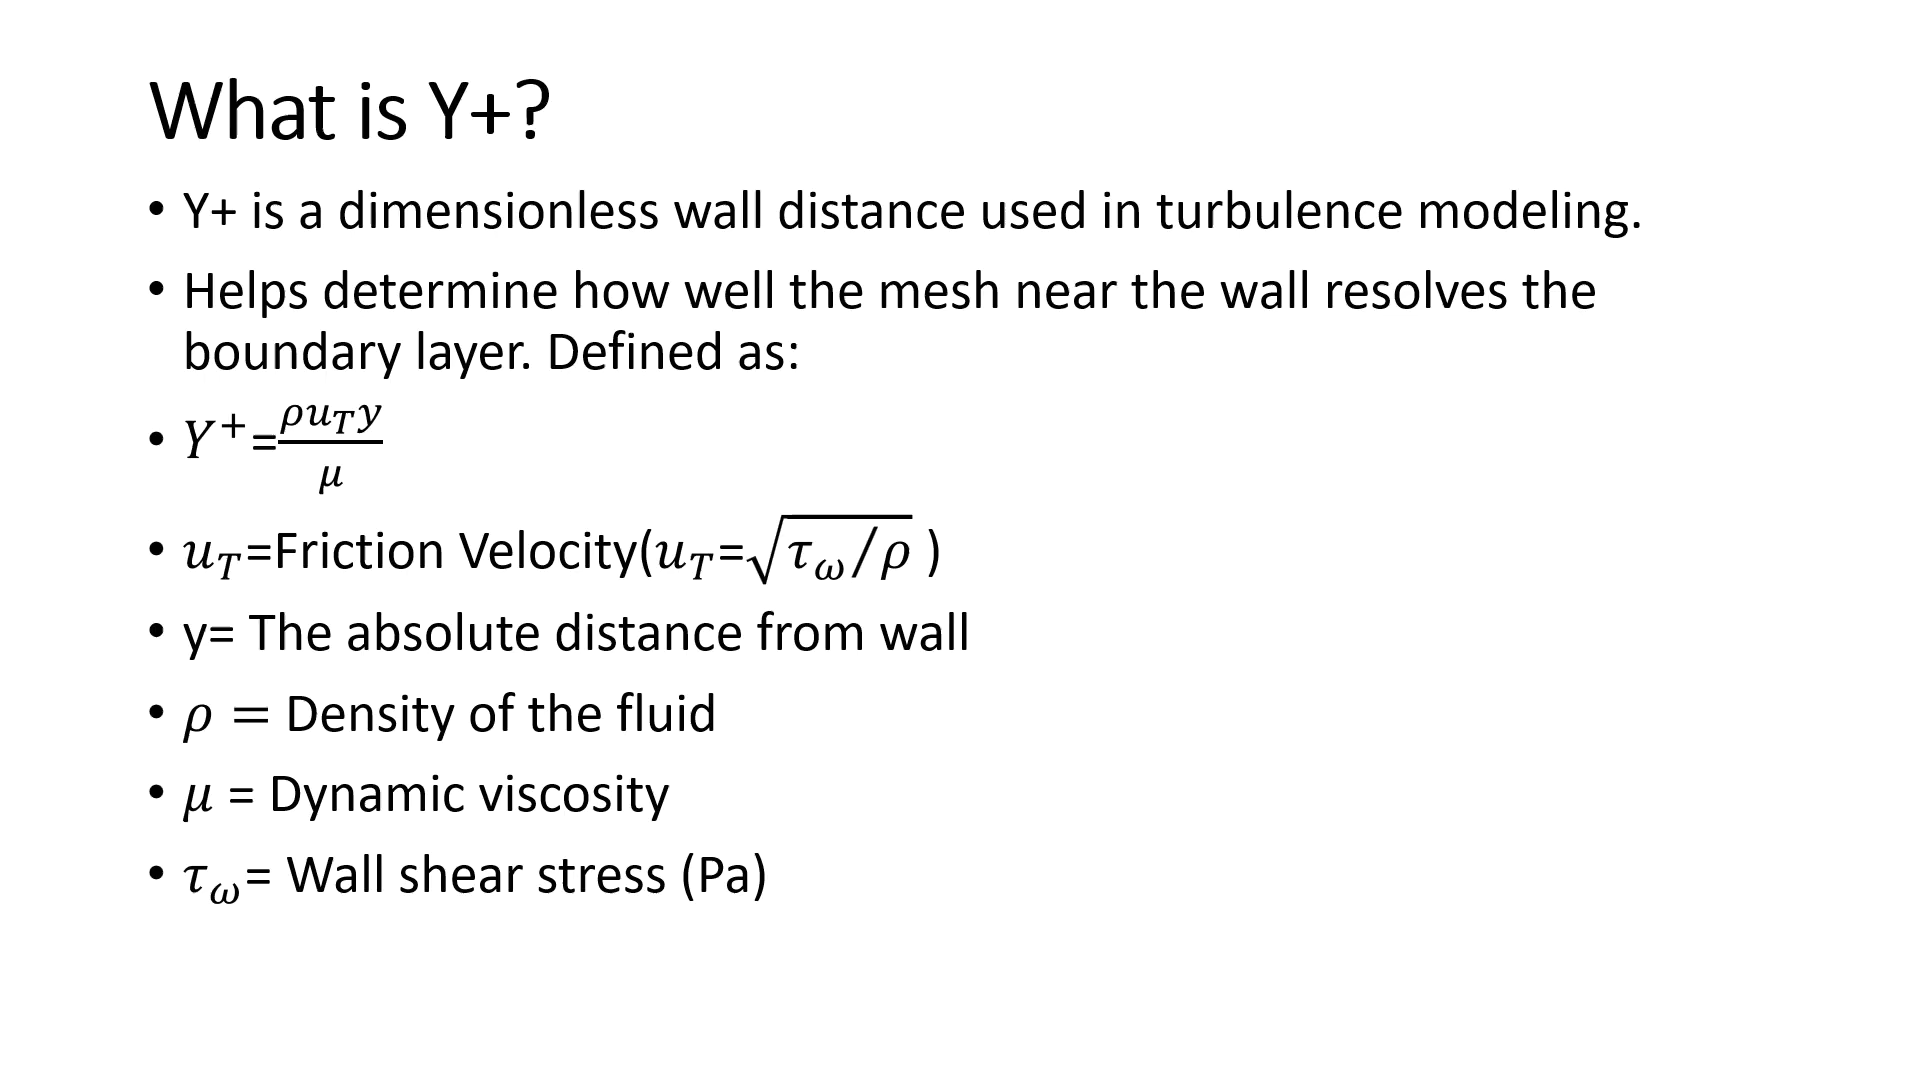 What is Y+?
• Y+ is a dimensionless wall distance used in turbulence modeling.
• Helps determine how well the mesh near the wall resolves the
boundary layer. Defined as:
• 𝑌⁺=𝜌𝑢_𝑇𝑦/𝜇
• 𝑢_𝑇=Friction Velocity(𝑢_𝑇=√(𝜏_𝜔/𝜌) )
• y= The absolute distance from wall
• 𝜌 = Density of the fluid
• 𝜇 = Dynamic viscosity
• 𝜏_𝜔= Wall shear stress (Pa)